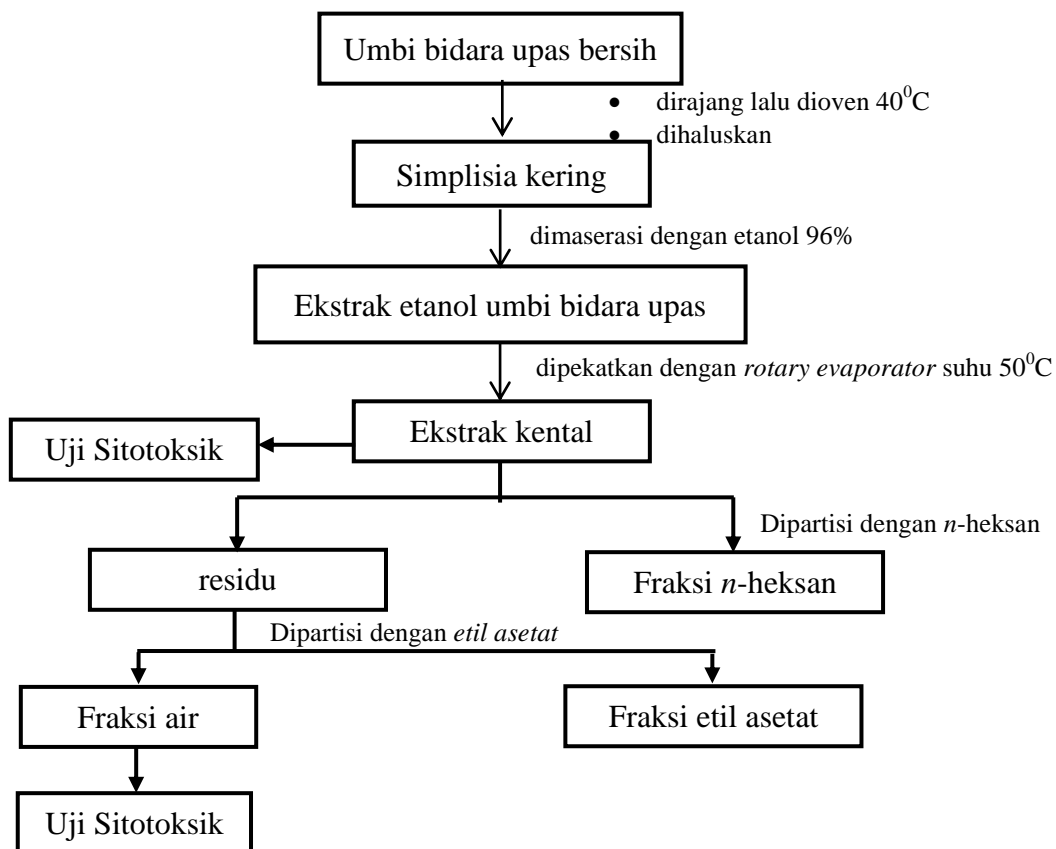 Umbi bidara upas bersih
• dirajang lalu dioven 40⁰C
• dihaluskan
Simplisia kering
dimaserasi dengan etanol 96%
Ekstrak etanol umbi bidara upas
dipekatkan dengan rotary evaporator suhu 50⁰C
Ekstrak kental
Uji Sitotoksik
Dipartisi dengan n-heksan
residu
Fraksi n-heksan
Dipartisi dengan etil asetat
Fraksi air
Fraksi etil asetat
Uji Sitotoksik